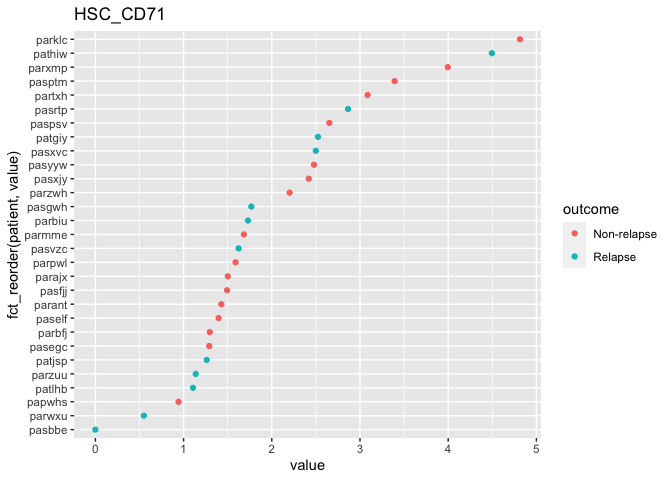 HSC_CD71
fct_reorder(patient, value)
parklc
pathiw
parxmp
pasptm
partxh
pasrtp
paspsv
patgiy
pasxvc
pasyyw
pasxjy
parzwh
pasgwh
parbiu
parmme
pasvzc
parpwl
parajx
pasfjj
parant
paself
parbfj
pasegc
patjsp
parzuu
patlhb
papwhs
parwxu
pasbbe
0 1 2 3 4 5
value
outcome
Non-relapse
Relapse